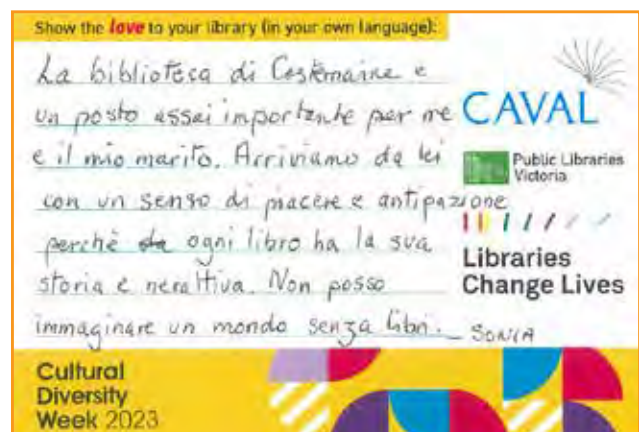 Show the love to your library (in your own language):
La biblioteca di Castemaine e
un posto assai importante per me
e il mio marito. Arriviamo da lei
con un senso di piacere e antipazione
perchè ogni libro ha la sua
storia e narattiva. Non posso
immaginare un mondo senza libri. SONIA
CAVAL
Public Libraries
Victoria
Libraries
Change Lives
Cultural
Diversity
Week 2023